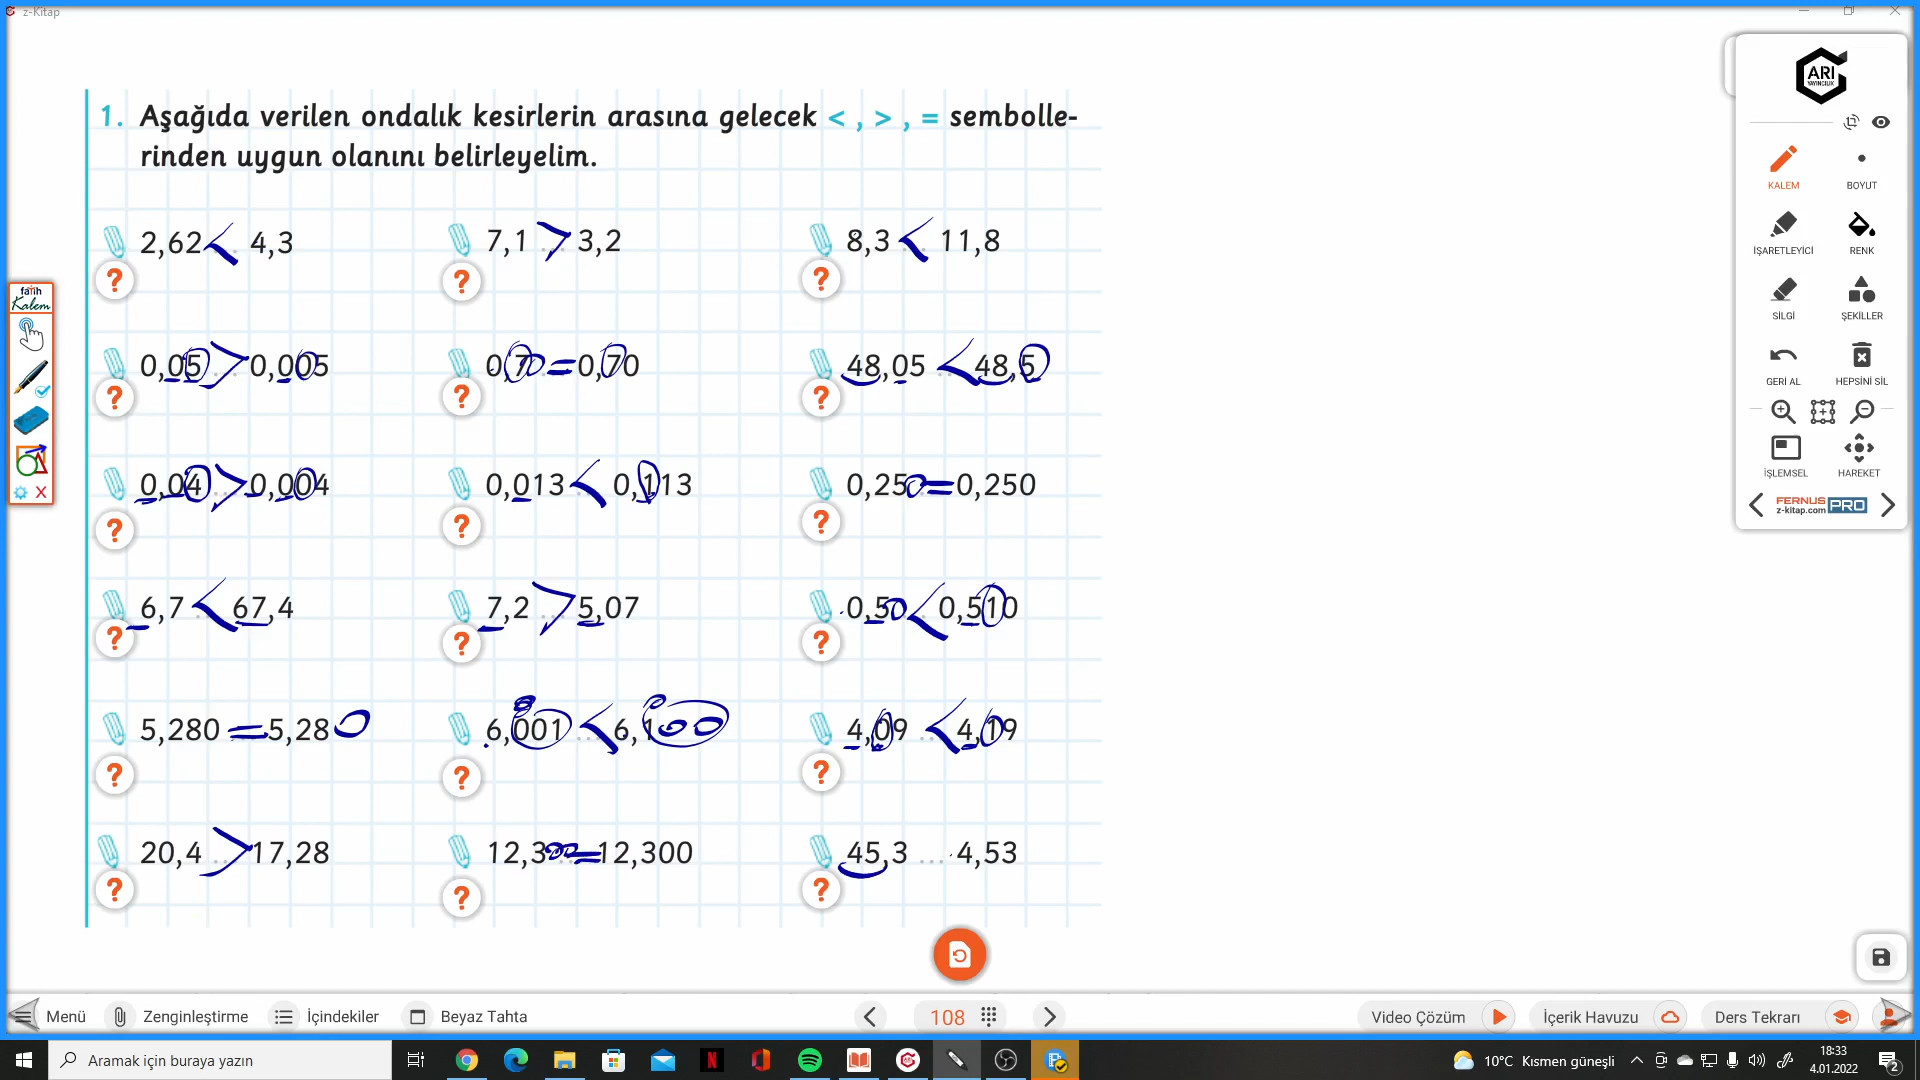 z-Kitap
1. Aşağıda verilen ondalık kesirlerin arasına gelecek < , > , = sembolle-
rinden uygun olanını belirleyelim.
2,62 < 4,3
7,1 > 3,2
8,3 < 11,8
0,05 > 0,005
0,70 = 0,70
48,05 < 48,5
0,04 > 0,004
0,013 < 0,113
0,250 = 0,250
6,7 < 67,4
7,2 > 5,07
0,50 < 0,510
5,280 = 5,280
6,001 < 6,100
4,09 < 4,19
20,4 > 17,28
12,300 = 12,300
45,3 ... 4,53
fatih
Kalem
ARI
YAYINCILIK
KALEM
BOYUT
İŞARETLEYİCİ
RENK
SİLGİ
ŞEKİLLER
GERİ AL
HEPSİNİ SİL
İŞLEMSEL
HAREKET
FERNUS
z-kitap.com
PRO
Menü
Zenginleştirme
İçindekiler
Beyaz Tahta
108
Video Çözüm
İçerik Havuzu
Ders Tekrarı
Aramak için buraya yazın
10°C Kısmen güneşli
18:33
4.01.2022
2